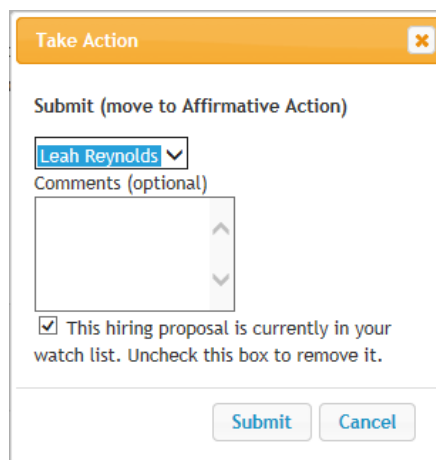 Take Action
Submit (move to Affirmative Action)
Leah Reynolds
Comments (optional)
This hiring proposal is currently in your
watch list. Uncheck this box to remove it.
Submit Cancel